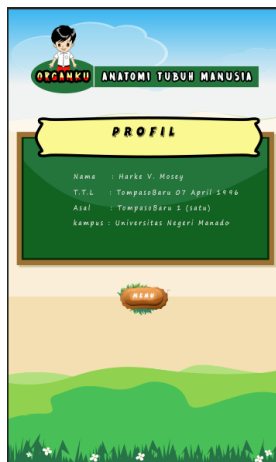 ORGANKU ANATOMI TUBUH MANUSIA
PROFIL
Nama : Harke V. Mosey
T.T.L : TompasoBaru 07 April 1996
Asal : TompasoBaru 1 (satu)
kampus : Universitas Negeri Manado
MENU